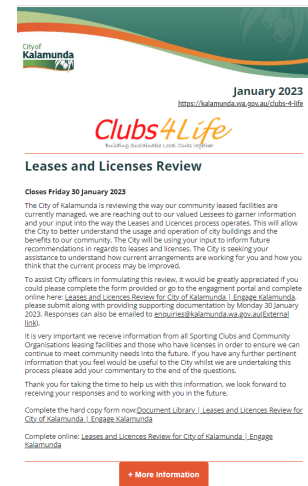 City of
Kalamunda
January 2023
https://kalamunda.wa.gov.au/clubs-4-life
Clubs4Life
Building Sustainable Local Clubs together
Leases and Licences Review
Closes Friday 30 January 2023
The City of Kalamunda is reviewing the way our community leased facilities are
currently managed, we are reaching out to our valued Lessees to garner information
and your input into the way the Leases and Licences process operates. This will allow
the City to better understand the usage and operation of city buildings and the
benefits to our community. The City will be using your input to inform future
recommendations in regards to leases and licenses. The City is seeking your
assistance to understand how current arrangements are working for you and how you
think that the current process may be improved.
To assist City officers in formulating this review, it would be greatly appreciated if you
could please complete the form provided or go to the engagment portal and complete
online here: Leases and Licences Review for City of Kalamunda | Engage Kalamunda,
please submit along with providing supporting documentation by Monday 30 January
2023. Responses can also be emailed to enquiries@kalamunda.wa.gov.au(External
link).
It is very important we receive information from all Sporting Clubs and Community
Organisations leasing facilities and those who have licenses in order to ensure we can
continue to meet community needs into the future. If you have any further pertinent
information that you feel would be useful to the City whilst we are undertaking this
process please add your commentary to the end of the questions.
Thank you for taking the time to help us with this information, we look forward to
receiving your responses and to working with you in the future.
Complete the hard copy form now:Document Library | Leases and Licences Review for
City of Kalamunda | Engage Kalamunda
Complete online: Leases and Licences Review for City of Kalamunda | Engage
Kalamunda
+ More Information